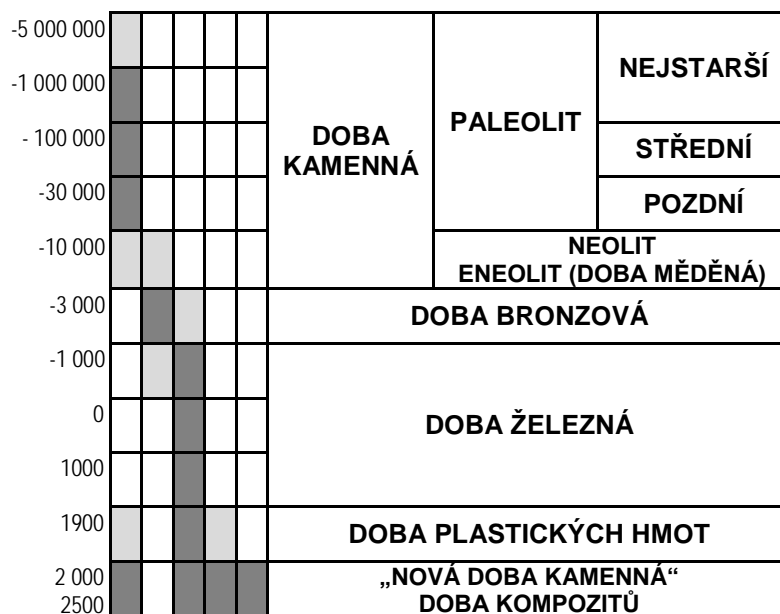 -5 000 000
-1 000 000
- 100 000
-30 000
-10 000
-3 000
-1 000
0
1000
1900
2 000
2500
DOBA
KAMENNÁ
PALEOLIT
NEJSTARŠÍ
STŘEDNÍ
POZDNÍ
NEOLIT
ENEOLIT (DOBA MĚDĚNÁ)
DOBA BRONZOVÁ
DOBA ŽELEZNÁ
DOBA PLASTICKÝCH HMOT
„NOVÁ DOBA KAMENNÁ“
DOBA KOMPOZITŮ